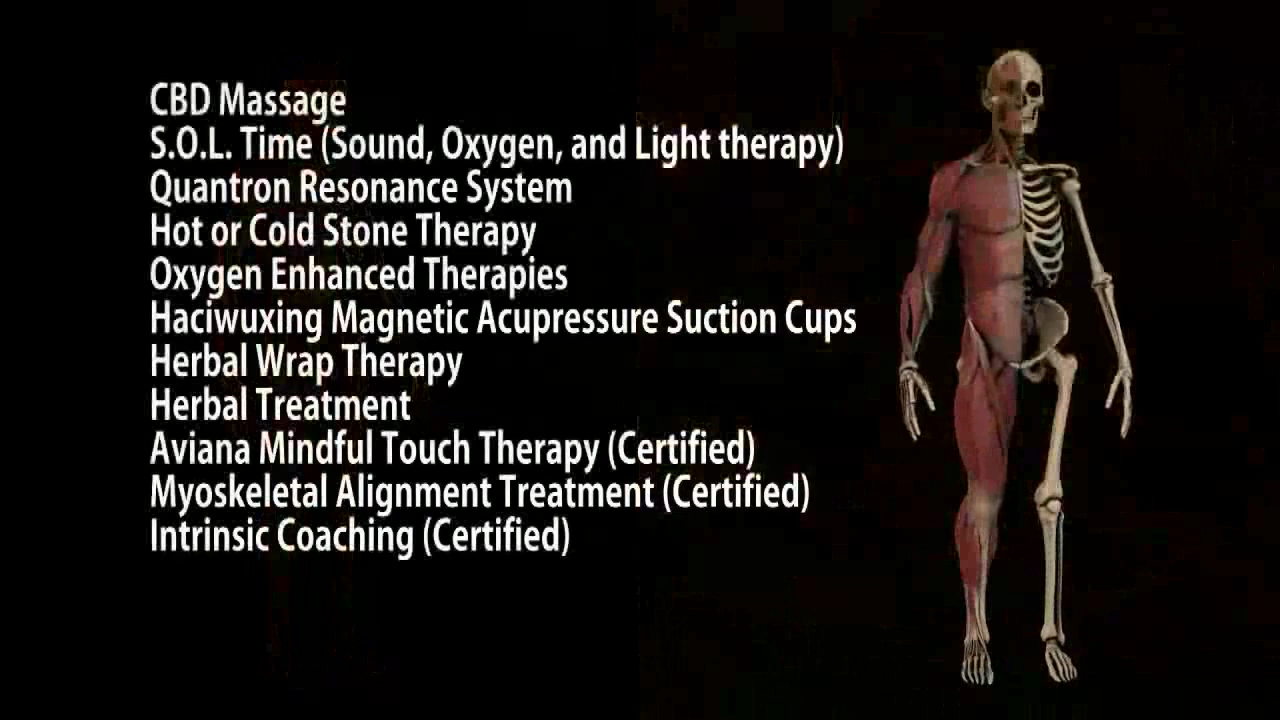 CBD Massage
S.O.L. Time (Sound, Oxygen, and Light therapy)
Quantron Resonance System
Hot or Cold Stone Therapy
Oxygen Enhanced Therapies
Haciwuxing Magnetic Acupressure Suction Cups
Herbal Wrap Therapy
Herbal Treatment
Aviana Mindful Touch Therapy (Certified)
Myoskeletal Alignment Treatment (Certified)
Intrinsic Coaching (Certified)